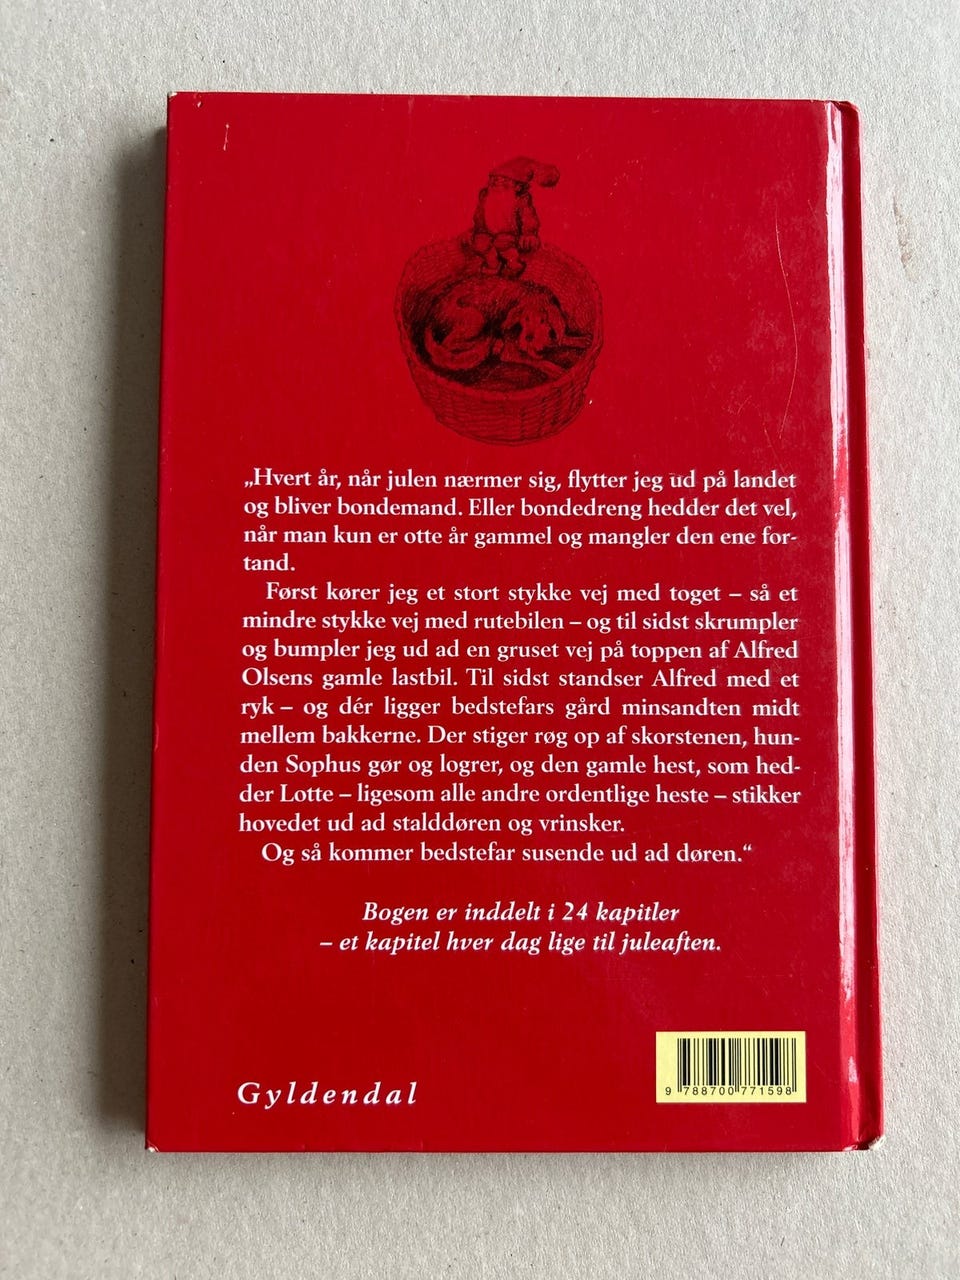 „Hvert år, når julen nærmer sig, flytter jeg ud på landet
og bliver bondemand. Eller bondedreng hedder det vel,
når man kun er otte år gammel og mangler den ene for-
tand.
Først kører jeg et stort stykke vej med toget – så et
mindre stykke vej med rutebilen – og til sidst skrumpler
og bumpler jeg ud ad en gruset vej på toppen af Alfred
Olsens gamle lastbil. Til sidst standser Alfred med et
ryk – og dér ligger bedstefars gård minsandten midt
mellem bakkerne. Der stiger røg op af skorstenen, hun-
den Sophus gør og logrer, og den gamle hest, som hed-
der Lotte – ligesom alle andre ordentlige heste – stikker
hovedet ud ad stalddøren og vrinsker.
Og så kommer bedstefar susende ud ad døren.“
Bogen er inddelt i 24 kapitler
– et kapitel hver dag lige til juleaften.
Gyldendal
9 788700 771598